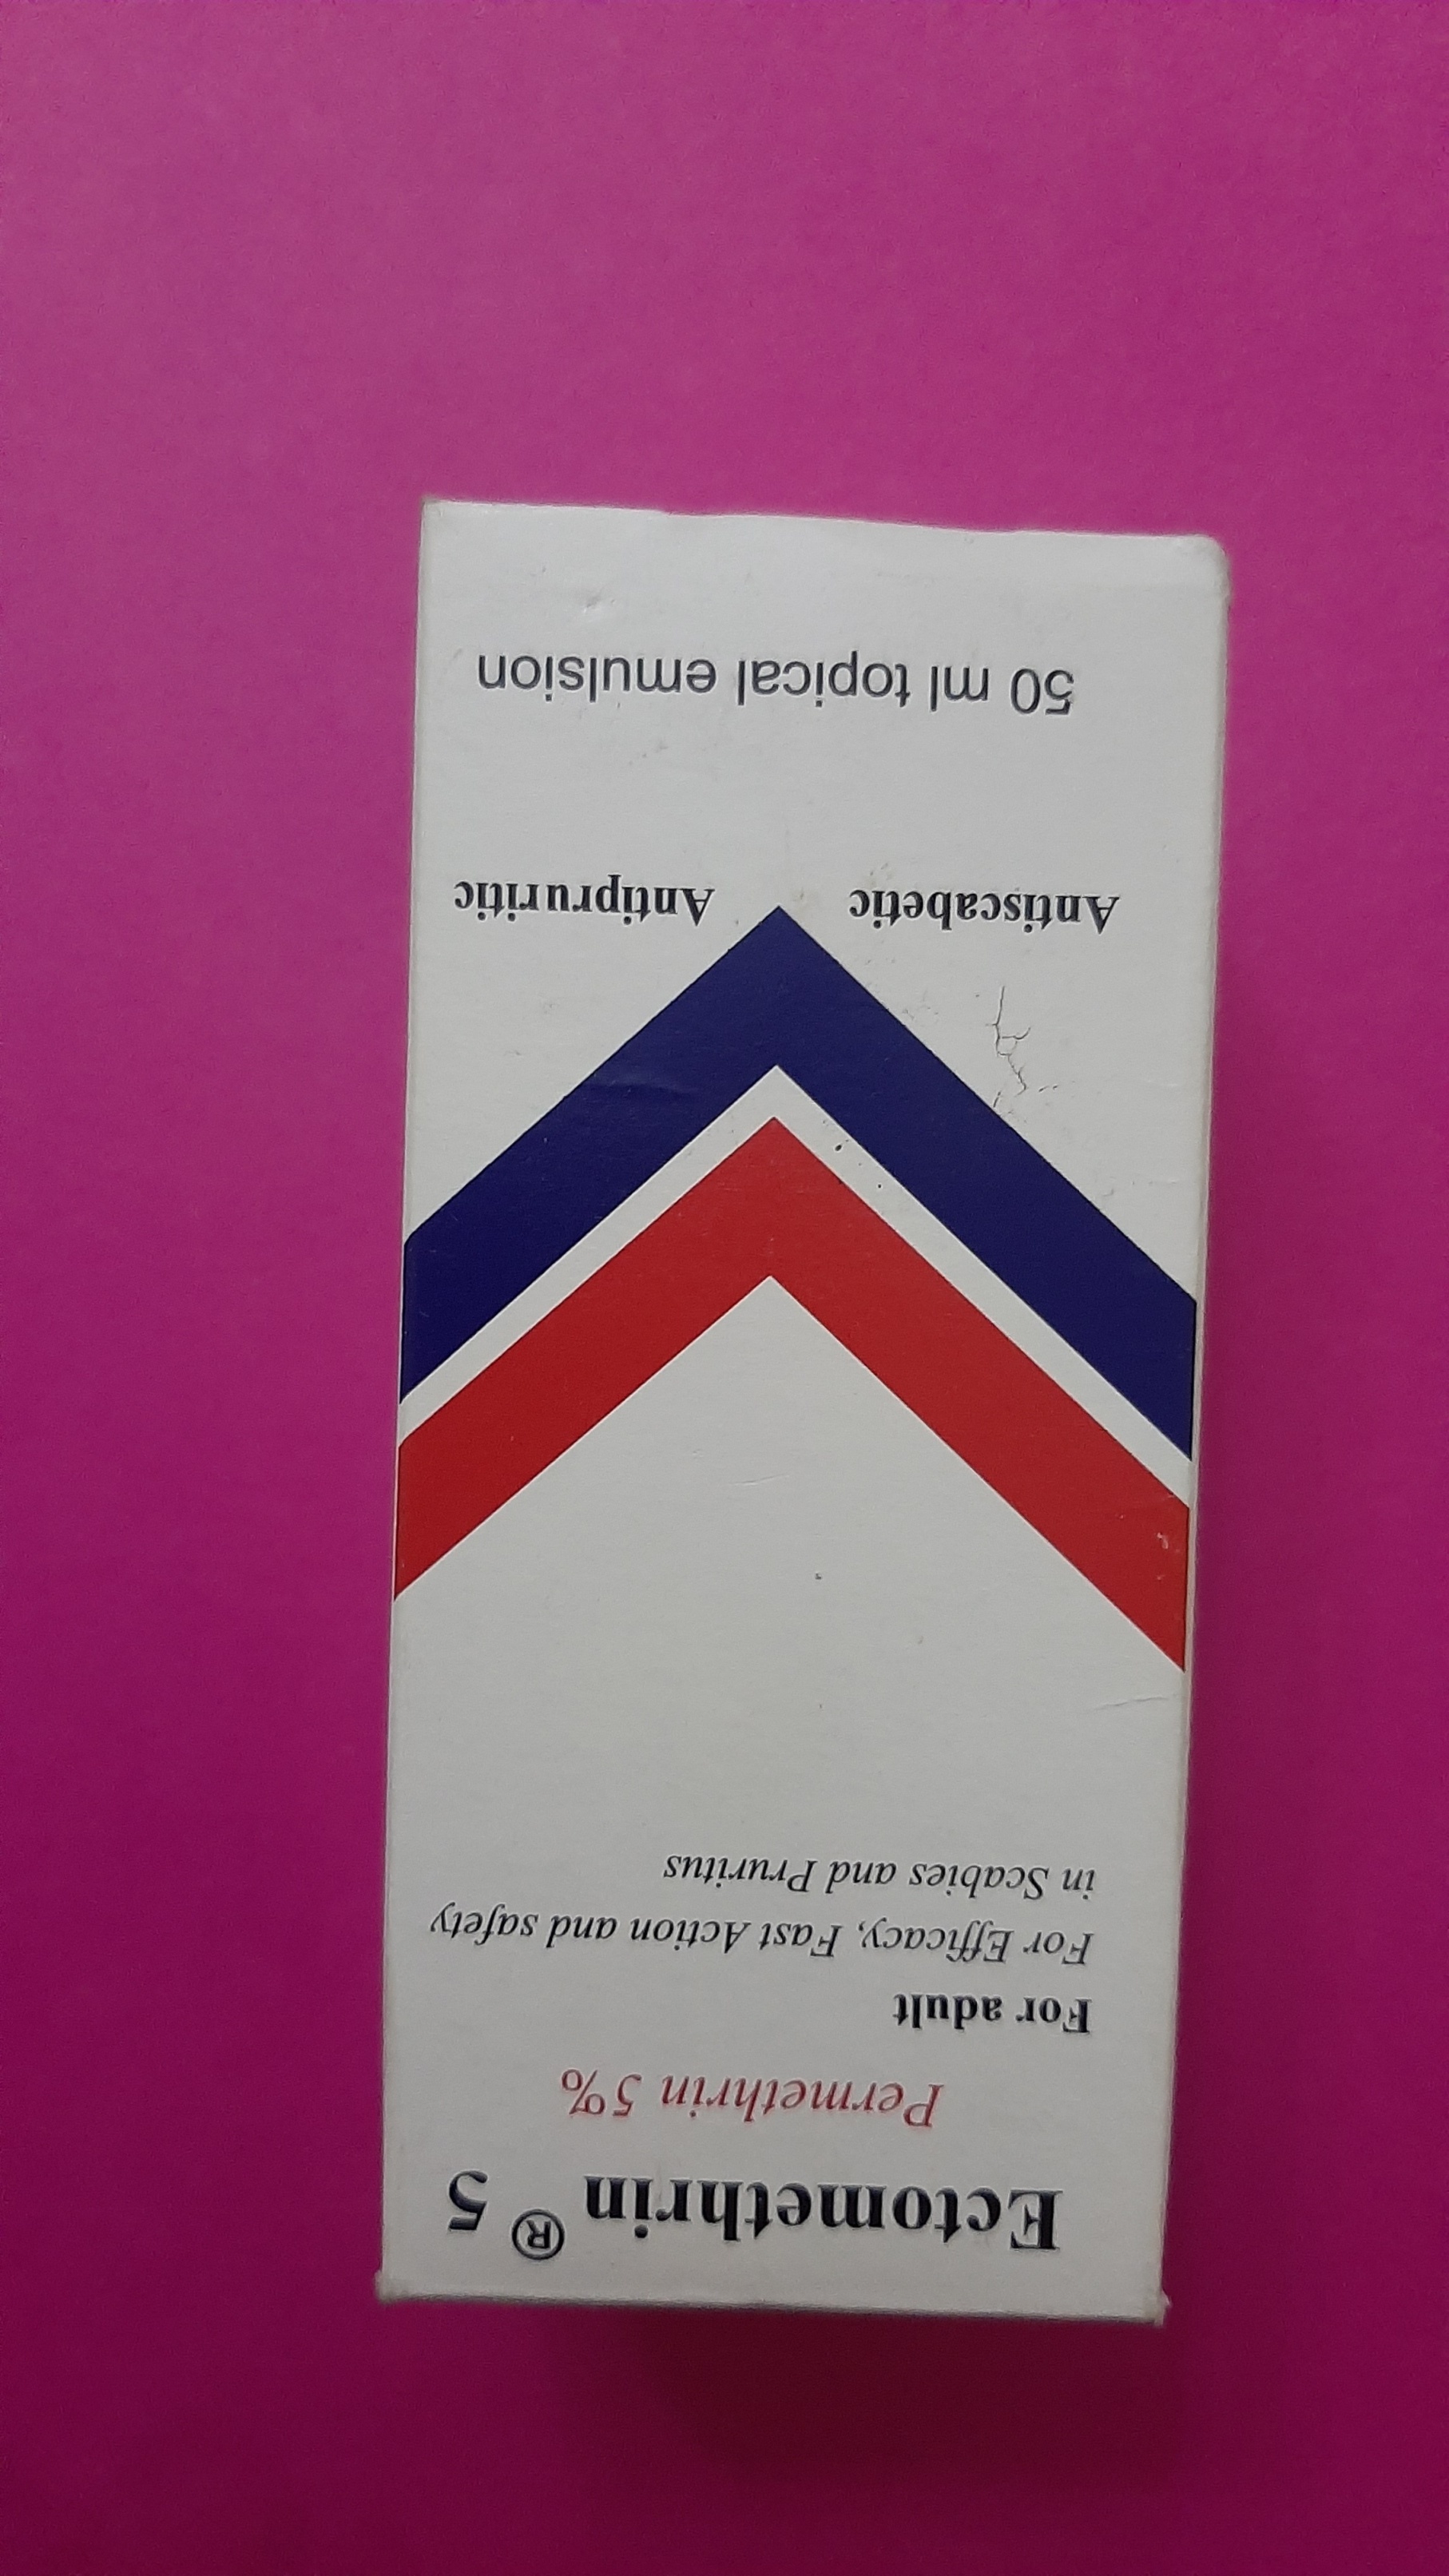 Ectomethrin® 5
Permethrin 5%
For adult
For Efficacy, Fast Action and safety
in Scabies and Pruritus
Antiscabetic Antipruritic
50 ml topical emulsion